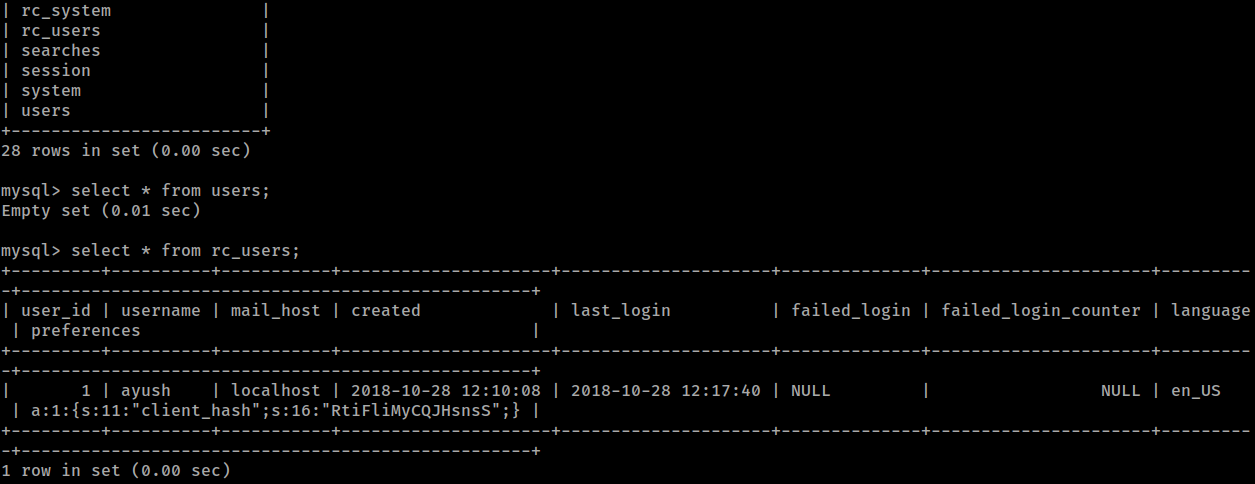 | rc_system               |
| rc_users                |
| searches                |
| session                 |
| system                  |
| users                   |
+-------------------------+
28 rows in set (0.00 sec)

mysql> select * from users;
Empty set (0.01 sec)

mysql> select * from rc_users;
+---------+----------+-----------+---------------------+---------------------+--------------+----------------------+---------
-+---------------------------------------------------+
| user_id | username | mail_host | created             | last_login          | failed_login | failed_login_counter | language
 | preferences                                       |
+---------+----------+-----------+---------------------+---------------------+--------------+----------------------+---------
-+---------------------------------------------------+
|       1 | ayush    | localhost | 2018-10-28 12:10:08 | 2018-10-28 12:17:40 | NULL         |                 NULL | en_US
 | a:1:{s:11:"client_hash";s:16:"RtiFliMyCQJHsnsS";} |
+---------+----------+-----------+---------------------+---------------------+--------------+----------------------+---------
-+---------------------------------------------------+
1 row in set (0.00 sec)